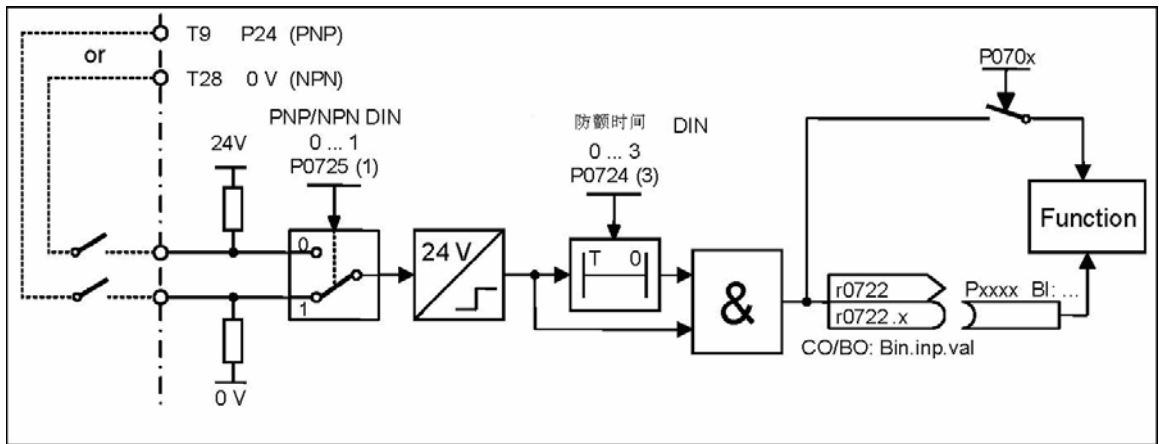 T9 P24 (PNP)
or
T28 0 V (NPN)
P070x
PNP/NPN DIN
0 ... 1
P0725 (1)
防颤时间 DIN
0 ... 3
P0724 (3)
24V
0
1
24 V
T 0
&
Function
r0722
r0722.x
Pxxxx BI: ...
CO/BO: Bin.inp.val
0 V